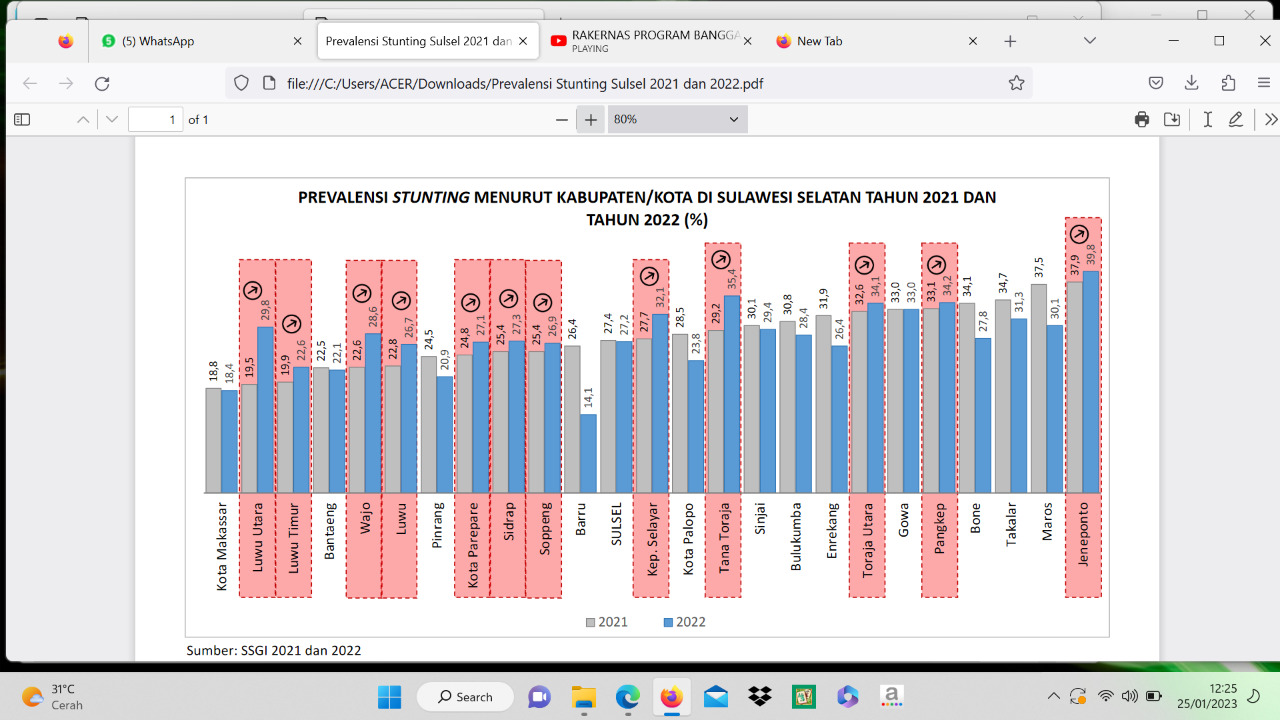 (5) WhatsApp
Prevalensi Stunting Sulsel 2021 dan
RAKERNAS PROGRAM BANGGA
PLAYING
New Tab
file:///C:/Users/ACER/Downloads/Prevalensi Stunting Sulsel 2021 dan 2022.pdf
1 of 1
80%
PREVALENSI STUNTING MENURUT KABUPATEN/KOTA DI SULAWESI SELATAN TAHUN 2021 DAN
TAHUN 2022 (%)
18,8 18,4
19,5 29,8
19,9 22,6
22,5 22,1
22,6 28,6
22,8 26,7
24,5 20,9
24,8 27,1
25,4 27,3
25,4 26,9
26,4 14,1
27,4 27,2
27,7 32,1
28,5 23,8
29,2 35,4
30,1 29,4
30,8 28,4
31,9 26,4
32,6 34,1
33,0 33,0
33,1 34,2
34,1 27,8
34,7 31,3
37,5 30,1
37,9 39,8
Kota Makassar
Luwu Utara
Luwu Timur
Bantaeng
Wajo
Luwu
Pinrang
Kota Parepare
Sidrap
Soppeng
Barru
SULSEL
Kep. Selayar
Kota Palopo
Tana Toraja
Sinjai
Bulukumba
Enrekang
Toraja Utara
Gowa
Pangkep
Bone
Takalar
Maros
Jeneponto
2021 2022
Sumber: SSGI 2021 dan 2022
31°C
Cerah
Search
12:25
25/01/2023